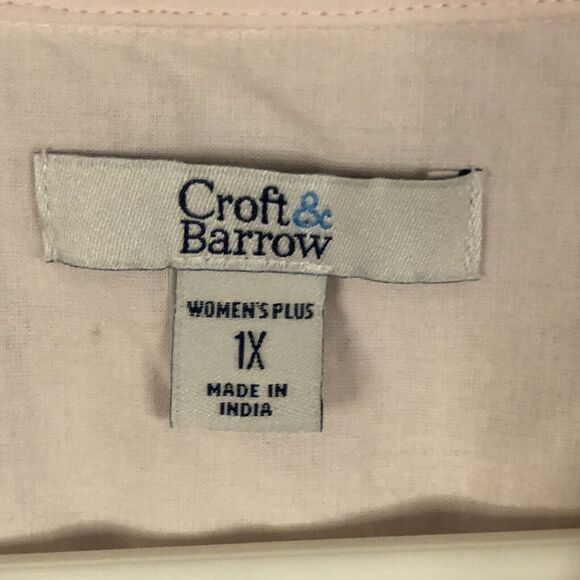 Croft&
Barrow
WOMEN'S PLUS
1X
MADE IN
INDIA